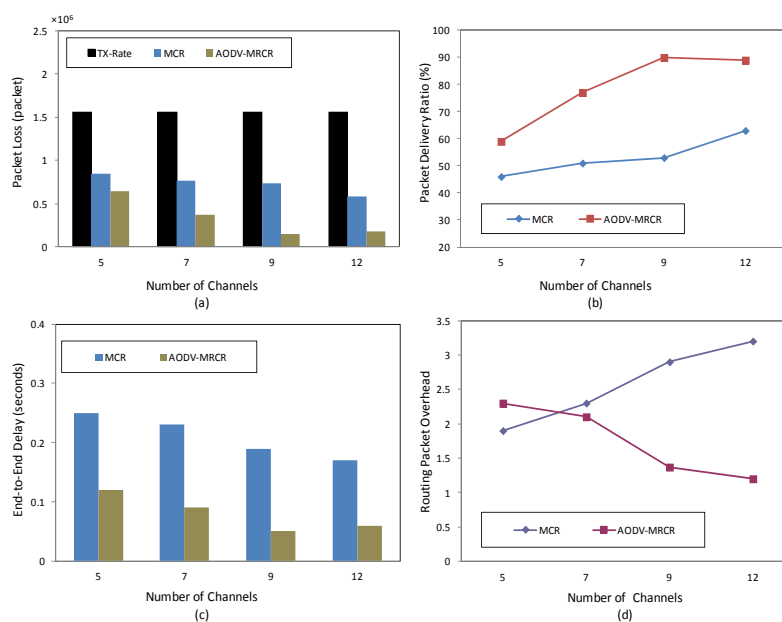 ×10⁶
2.5
2
1.5
1
0.5
0
Packet Loss (packet)
TX-Rate MCR AODV-MRCR
5 7 9 12
Number of Channels
(a)
100
90
80
70
60
50
40
30
20
Packet Delivery Ratio (%)
MCR AODV-MRCR
5 7 9 12
Number of Channels
(b)
0.4
0.3
0.2
0.1
0
End-to-End Delay (seconds)
MCR AODV-MRCR
5 7 9 12
Number of Channels
(c)
3.5
3
2.5
2
1.5
1
0.5
0
Routing Packet Overhead
MCR AODV-MRCR
5 7 9 12
Number of Channels
(d)